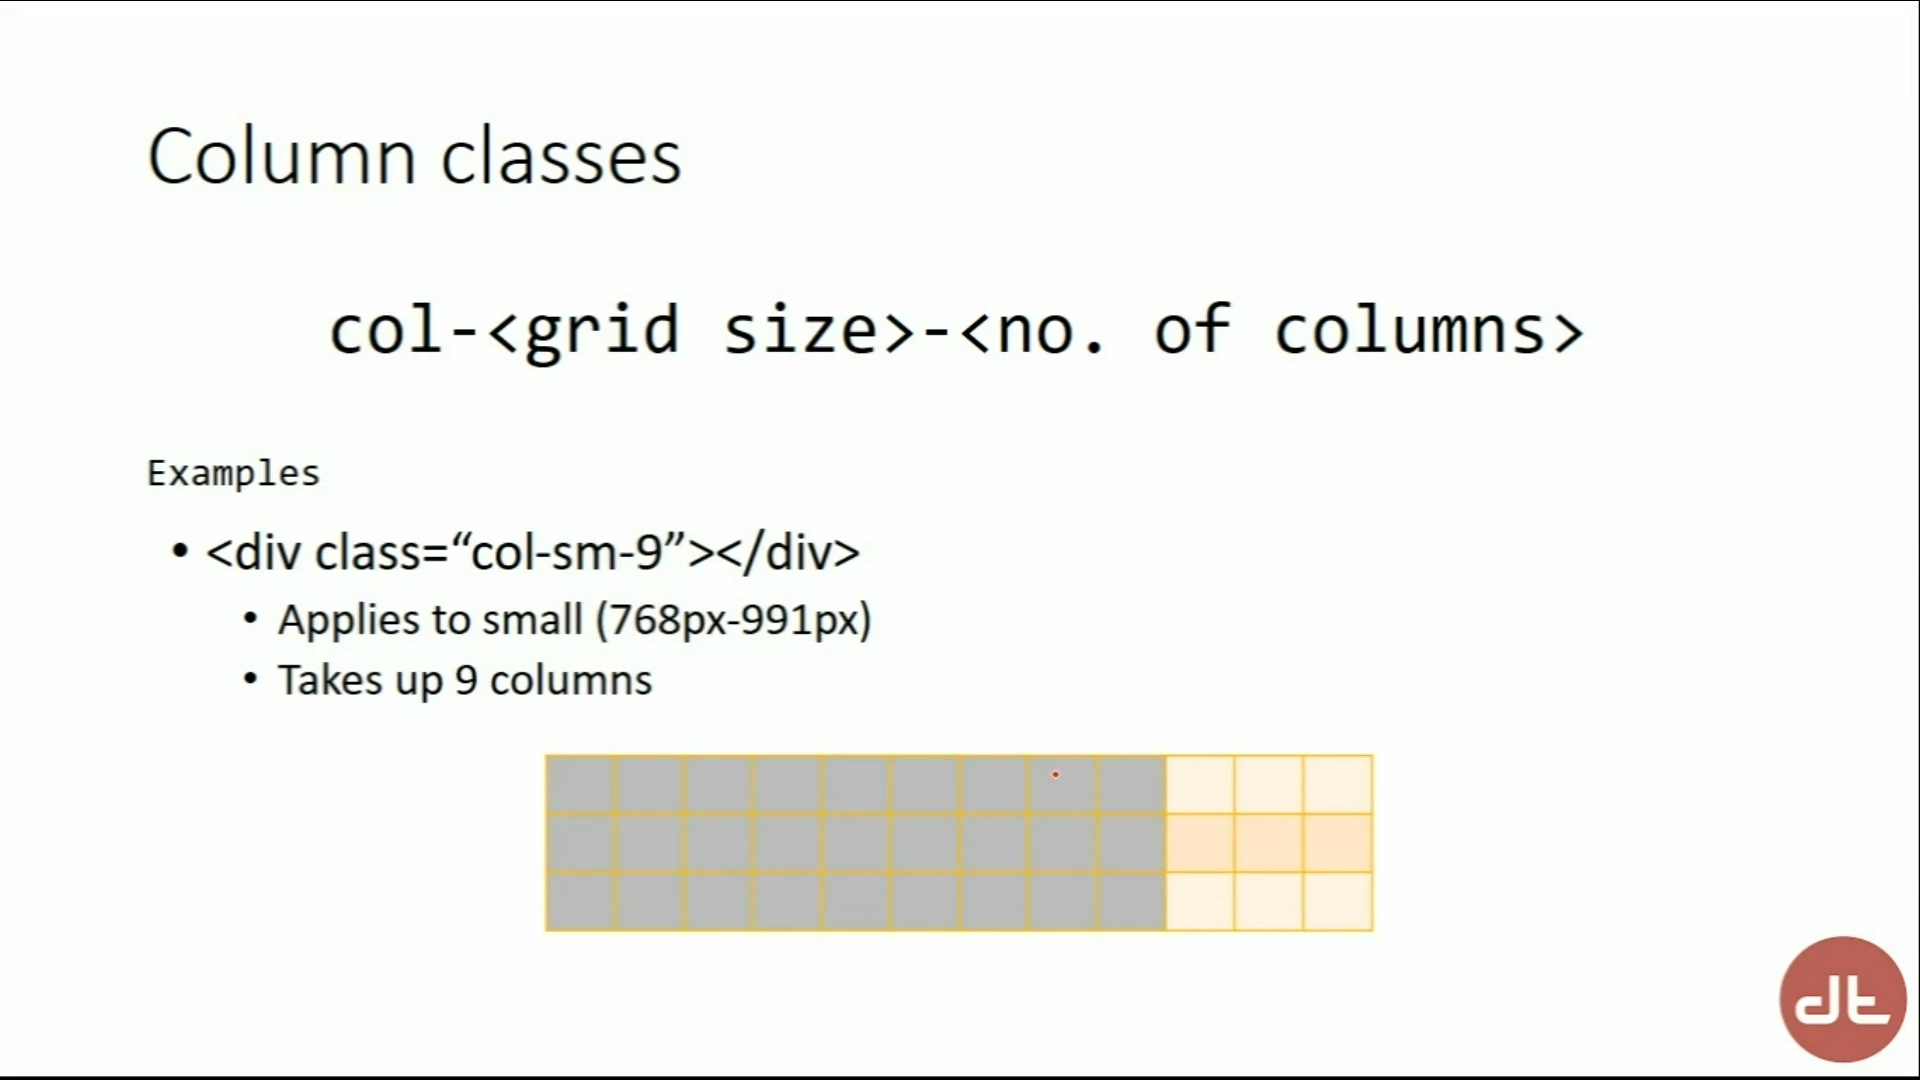 Column classes
col-<grid size>-<no. of columns>
Examples
• <div class=“col-sm-9”></div>
• Applies to small (768px-991px)
• Takes up 9 columns
dt